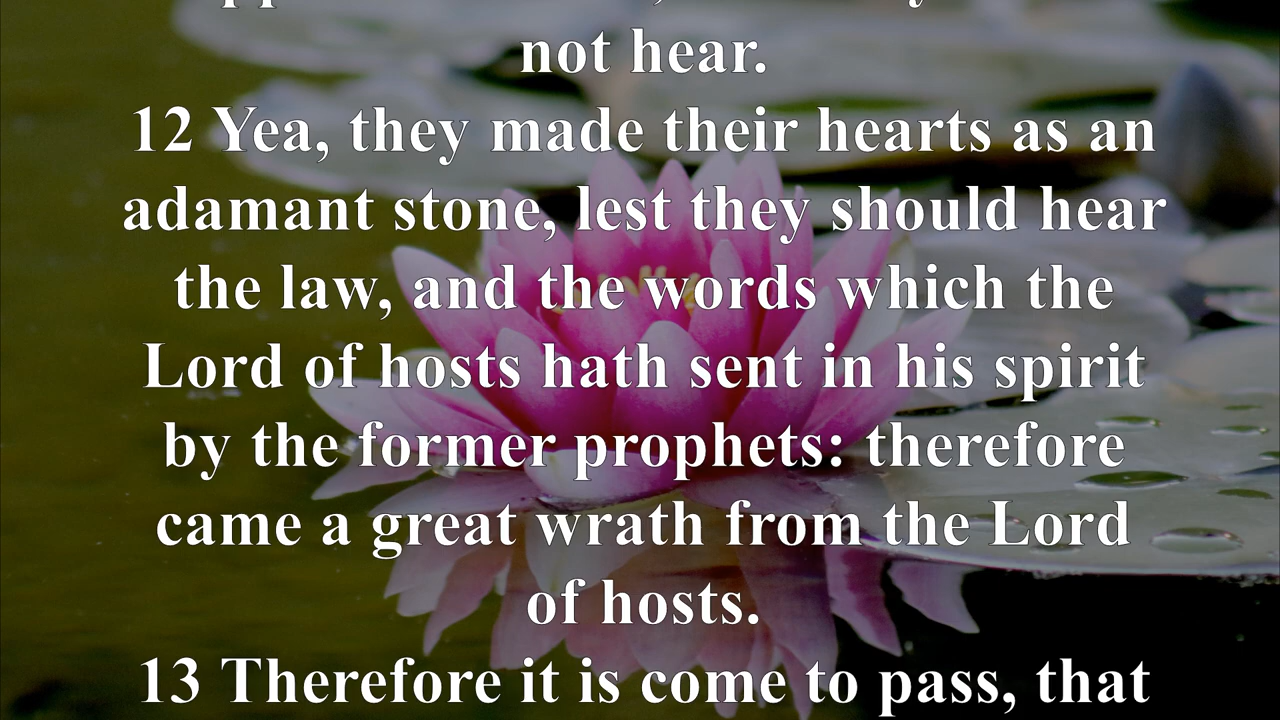 not hear.
12 Yea, they made their hearts as an
adamant stone, lest they should hear
the law, and the words which the
Lord of hosts hath sent in his spirit
by the former prophets: therefore
came a great wrath from the Lord
of hosts.
13 Therefore it is come to pass, that